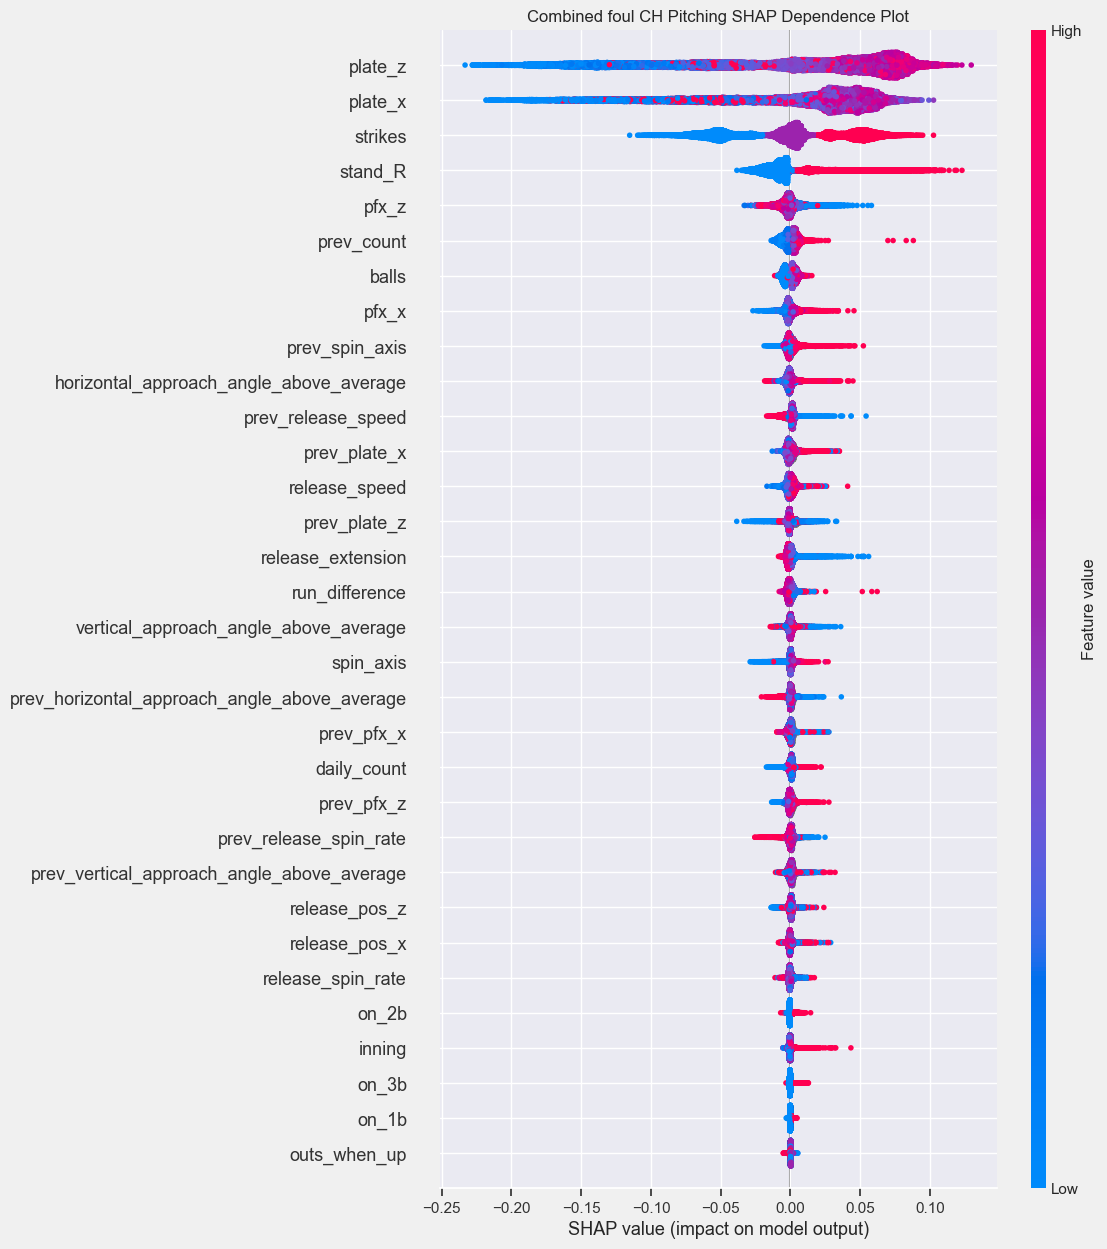 Combined foul CH Pitching SHAP Dependence Plot
High
plate_z
plate_x
strikes
stand_R
pfx_z
prev_count
balls
pfx_x
prev_spin_axis
horizontal_approach_angle_above_average
prev_release_speed
prev_plate_x
release_speed
prev_plate_z
release_extension
run_difference
vertical_approach_angle_above_average
spin_axis
prev_horizontal_approach_angle_above_average
prev_pfx_x
daily_count
prev_pfx_z
prev_release_spin_rate
prev_vertical_approach_angle_above_average
release_pos_z
release_pos_x
release_spin_rate
on_2b
inning
on_3b
on_1b
outs_when_up
Feature value
Low
−0.25 −0.20 −0.15 −0.10 −0.05 0.00 0.05 0.10
SHAP value (impact on model output)